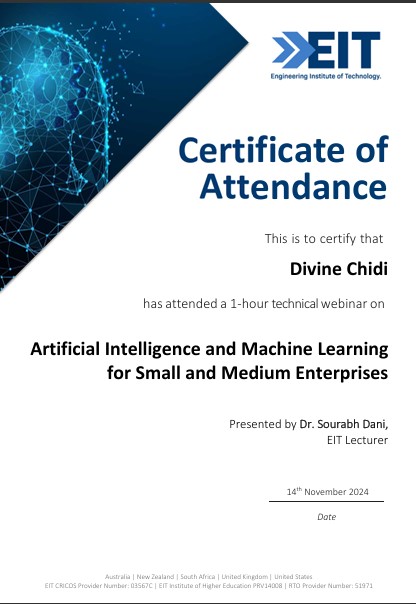 EIT
Engineering Institute of Technology.
Certificate of
Attendance
This is to certify that
Divine Chidi
has attended a 1-hour technical webinar on
Artificial Intelligence and Machine Learning
for Small and Medium Enterprises
Presented by Dr. Sourabh Dani,
EIT Lecturer
14th November 2024
Date
Australia | New Zealand | South Africa | United Kingdom | United States
EIT CRICOS Provider Number: 03567C | EIT Institute of Higher Education PRV14008 | RTO Provider Number: 51971